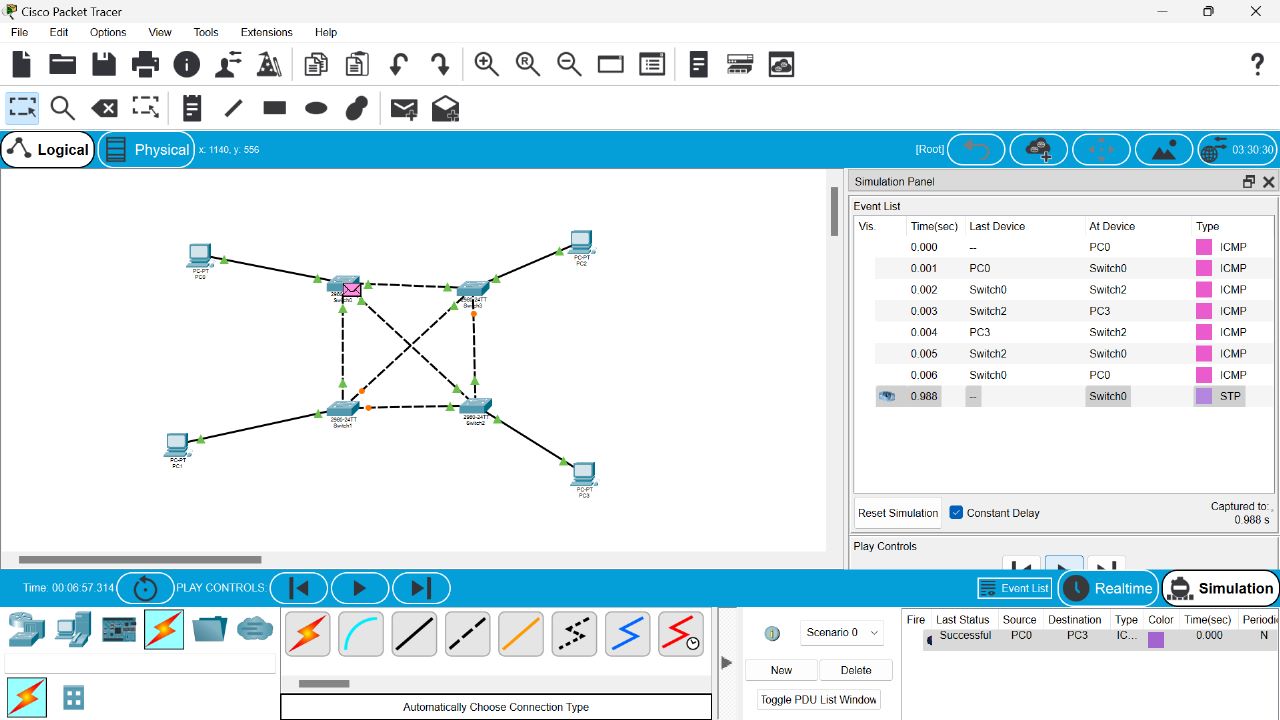 Cisco Packet Tracer
File Edit Options View Tools Extensions Help
Logical Physical x: 1140, y: 556 [Root] 03:30:30
Simulation Panel
Event List
Vis. Time(sec) Last Device At Device Type
0.000 -- PC0 ICMP
0.001 PC0 Switch0 ICMP
0.002 Switch0 Switch2 ICMP
0.003 Switch2 PC3 ICMP
0.004 PC3 Switch2 ICMP
0.005 Switch2 Switch0 ICMP
0.006 Switch0 PC0 ICMP
0.988 -- Switch0 STP
PC-PT
PC0
PC-PT
PC2
Switch0
2960-24TT
Switch3
2960-24TT
Switch1
2960-24TT
Switch2
PC-PT
PC1
PC-PT
PC3
Reset Simulation Constant Delay Captured to:
0.988 s
Play Controls
Time: 00:06:57.314 PLAY CONTROLS: Event List Realtime Simulation
Scenario 0
New Delete
Toggle PDU List Window
Fire Last Status Source Destination Type Color Time(sec) Periodic
Successful PC0 PC3 IC... 0.000 N
Automatically Choose Connection Type